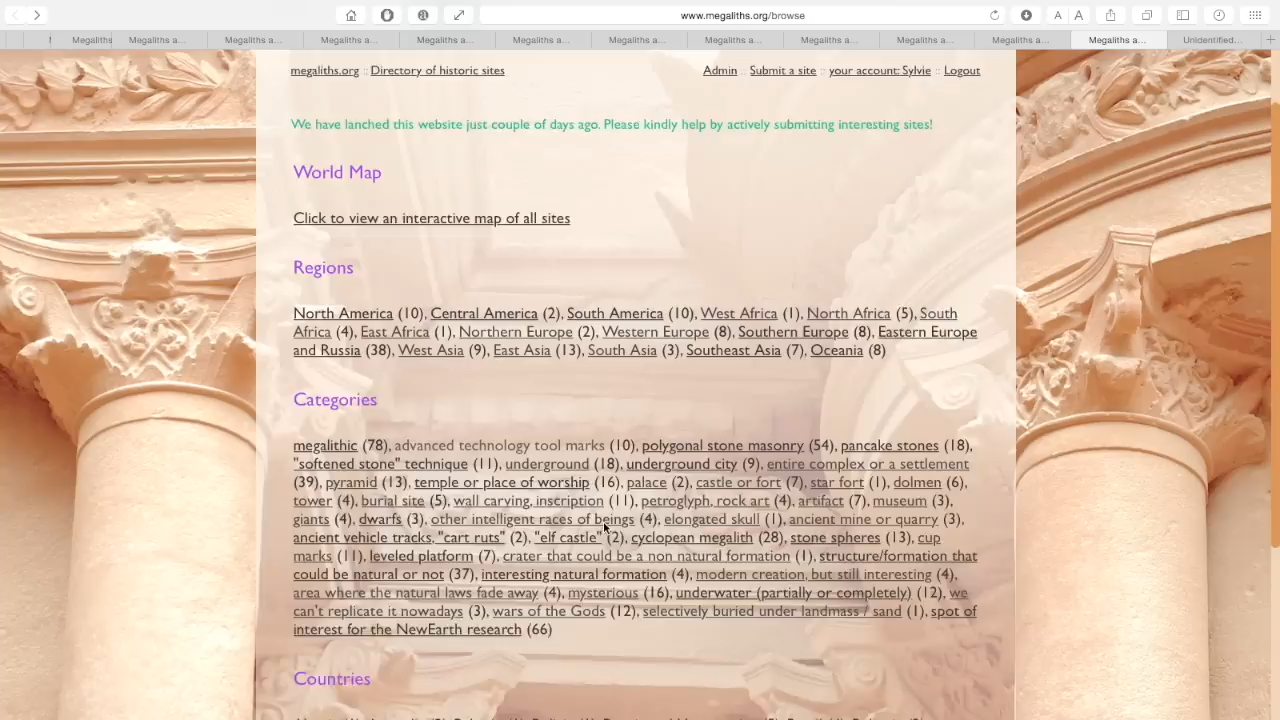 www.megaliths.org/browse
A A
Megaliths Megaliths a... Megaliths a... Megaliths a... Megaliths a... Megaliths a... Megaliths a... Megaliths a... Megaliths a... Megaliths a... Megaliths a... Megaliths a... Unidentified...
megaliths.org :: Directory of historic sites Admin :: Submit a site :: your account: Sylvie :: Logout
We have lanched this website just couple of days ago. Please kindly help by actively submitting interesting sites!
World Map
Click to view an interactive map of all sites
Regions
North America (10), Central America (2), South America (10), West Africa (1), North Africa (5), South
Africa (4), East Africa (1), Northern Europe (2), Western Europe (8), Southern Europe (8), Eastern Europe
and Russia (38), West Asia (9), East Asia (13), South Asia (3), Southeast Asia (7), Oceania (8)
Categories
megalithic (78), advanced technology tool marks (10), polygonal stone masonry (54), pancake stones (18),
"softened stone" technique (11), underground (18), underground city (9), entire complex or a settlement
(39), pyramid (13), temple or place of worship (16), palace (2), castle or fort (7), star fort (1), dolmen (6),
tower (4), burial site (5), wall carving, inscription (11), petroglyph, rock art (4), artifact (7), museum (3),
giants (4), dwarfs (3), other intelligent races of beings (4), elongated skull (1), ancient mine or quarry (3),
ancient vehicle tracks, "cart ruts" (2), "elf castle" (2), cyclopean megalith (28), stone spheres (13), cup
marks (11), leveled platform (7), crater that could be a non natural formation (1), structure/formation that
could be natural or not (37), interesting natural formation (4), modern creation, but still interesting (4),
area where the natural laws fade away (4), mysterious (16), underwater (partially or completely) (12), we
can't replicate it nowadays (3), wars of the Gods (12), selectively buried under landmass / sand (1), spot of
interest for the NewEarth research (66)
Countries